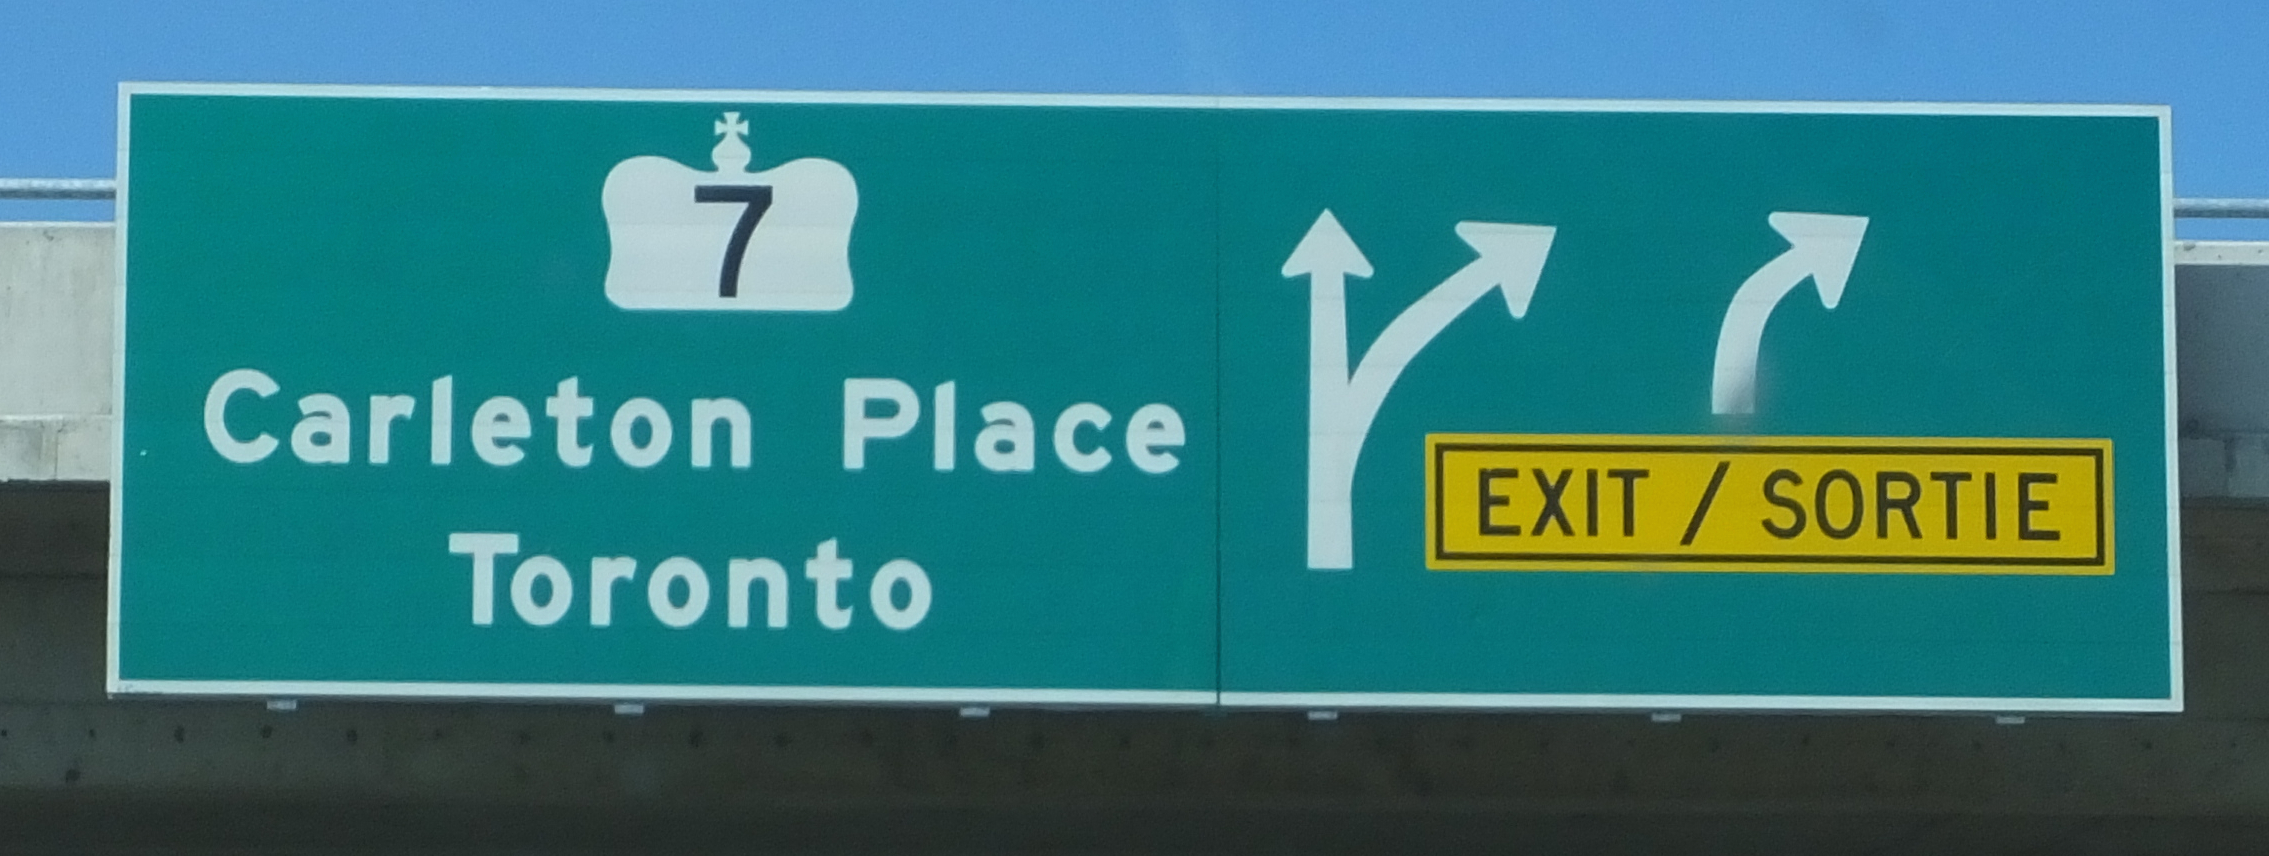 7
Carleton Place
Toronto
EXIT / SORTIE